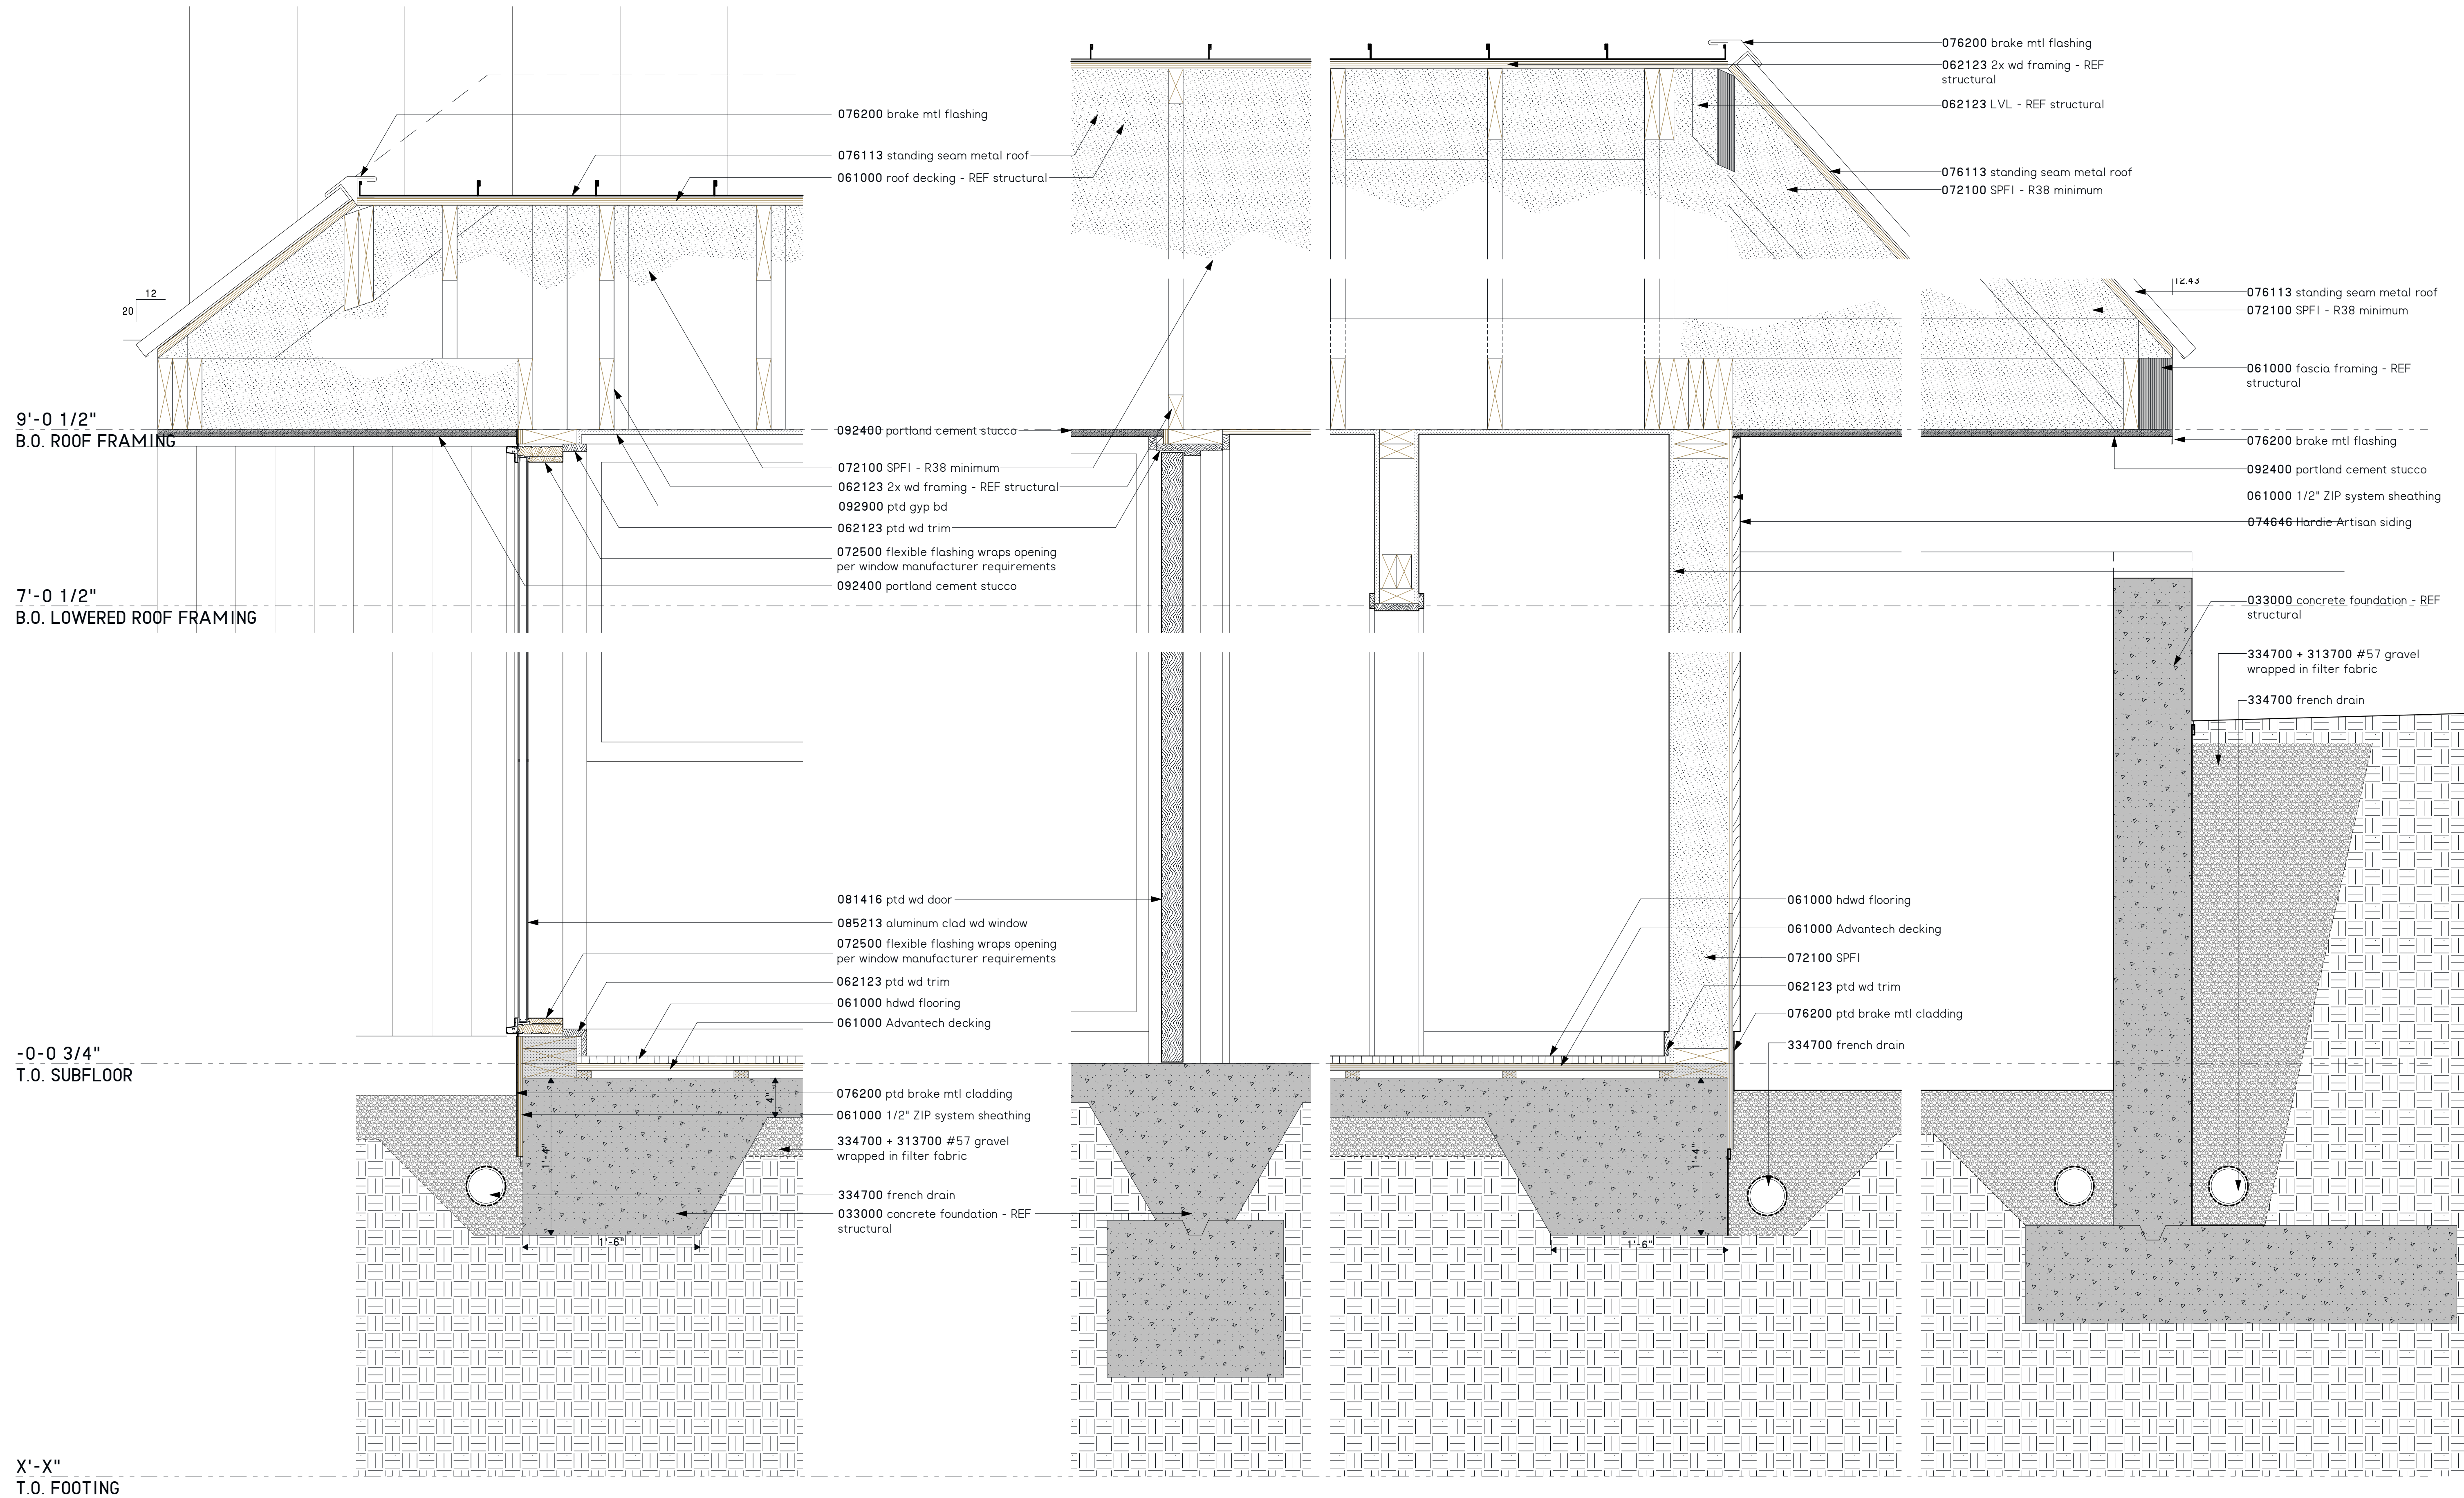 076200 brake mtl flashing
076113 standing seam metal roof
061000 roof decking - REF structural
12
20
9'-0 1/2"
B.O. ROOF FRAMING
092400 portland cement stucco
072100 SPFI - R38 minimum
062123 2x wd framing - REF structural
092900 ptd gyp bd
062123 ptd wd trim
072500 flexible flashing wraps opening
per window manufacturer requirements
092400 portland cement stucco
7'-0 1/2"
B.O. LOWERED ROOF FRAMING
076200 brake mtl flashing
062123 2x wd framing - REF
structural
062123 LVL - REF structural
076113 standing seam metal roof
072100 SPFI - R38 minimum
12.43
076113 standing seam metal roof
072100 SPFI - R38 minimum
061000 fascia framing - REF
structural
076200 brake mtl flashing
092400 portland cement stucco
061000 1/2" ZIP system sheathing
074646 Hardie Artisan siding
033000 concrete foundation - REF
structural
334700 + 313700 #57 gravel
wrapped in filter fabric
334700 french drain
081416 ptd wd door
085213 aluminum clad wd window
072500 flexible flashing wraps opening
per window manufacturer requirements
062123 ptd wd trim
061000 hdwd flooring
061000 Advantech decking
-0-0 3/4"
T.O. SUBFLOOR
076200 ptd brake mtl cladding
061000 1/2" ZIP system sheathing
334700 + 313700 #57 gravel
wrapped in filter fabric
334700 french drain
033000 concrete foundation - REF
structural
4"
1'-4"
1'-6"
061000 hdwd flooring
061000 Advantech decking
072100 SPFI
062123 ptd wd trim
076200 ptd brake mtl cladding
334700 french drain
1'-4"
1'-6"
X'-X"
T.O. FOOTING